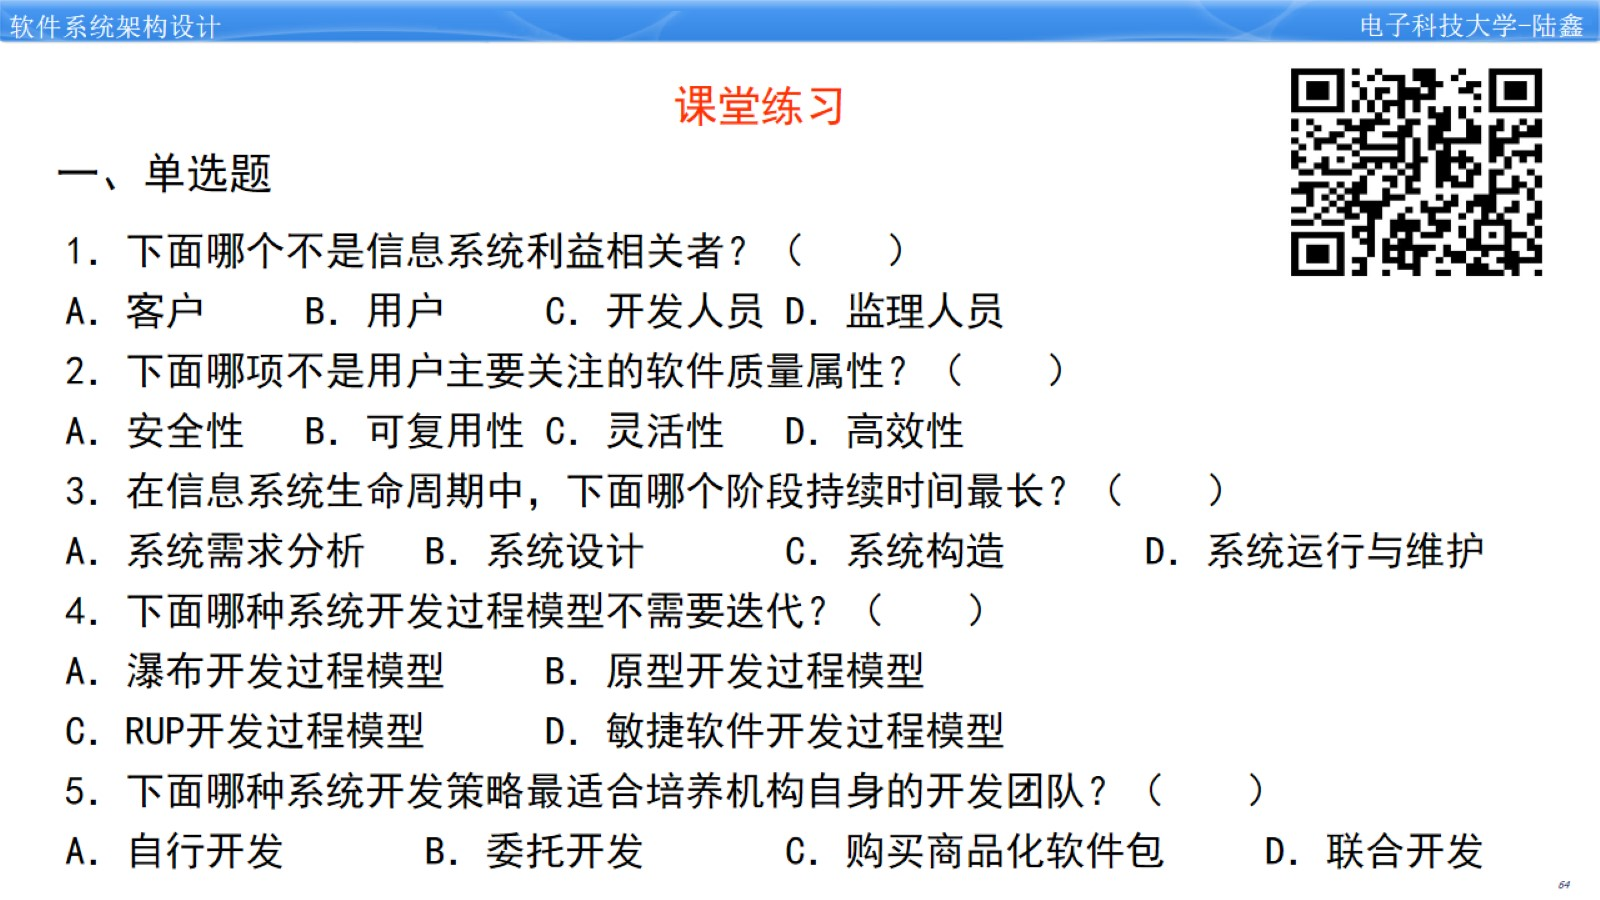 软件系统架构设计
电子科技大学-陆鑫
课堂练习
一、单选题
1. 下面哪个不是信息系统利益相关者？（ ）
A. 客户 B. 用户 C. 开发人员 D. 监理人员
2. 下面哪项不是用户主要关注的软件质量属性？（ ）
A. 安全性 B. 可复用性 C. 灵活性 D. 高效性
3. 在信息系统生命周期中，下面哪个阶段持续时间最长？（ ）
A. 系统需求分析 B. 系统设计 C. 系统构造 D. 系统运行与维护
4. 下面哪种系统开发过程模型不需要迭代？（ ）
A. 瀑布开发过程模型 B. 原型开发过程模型
C. RUP开发过程模型 D. 敏捷软件开发过程模型
5. 下面哪种系统开发策略最适合培养机构自身的开发团队？（ ）
A. 自行开发 B. 委托开发 C. 购买商品化软件包 D. 联合开发
64